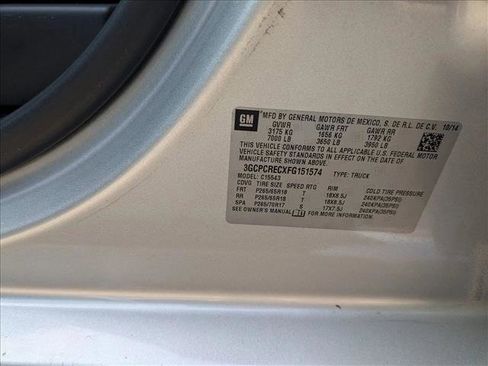 GM MFD BY GENERAL MOTORS DE MEXICO, S. DE R.L. DE C.V. 10/14
GVWR GAWR FRT GAWR RR
3175 KG 1656 KG 1792 KG
7000 LB 3650 LB 3950 LB
THIS VEHICLE CONFORMS TO ALL APPLICABLE U.S. FEDERAL MOTOR
VEHICLE SAFETY STANDARDS IN EFFECT ON THE DATE OF
MANUFACTURE SHOWN ABOVE.
3GCPCRECXFG151574 TYPE: TRUCK
MODEL: C15543
CDVG TIRE SIZE SPEED RTG RIM COLD TIRE PRESSURE
FRT P265/65R18 T 18X8.5J 240KPA(35PSI)
RR P265/65R18 T 18X8.5J 240KPA(35PSI)
SPA P265/70R17 S 17X7.5J 240KPA(35PSI)
SEE OWNER'S MANUAL FOR MORE INFORMATION.